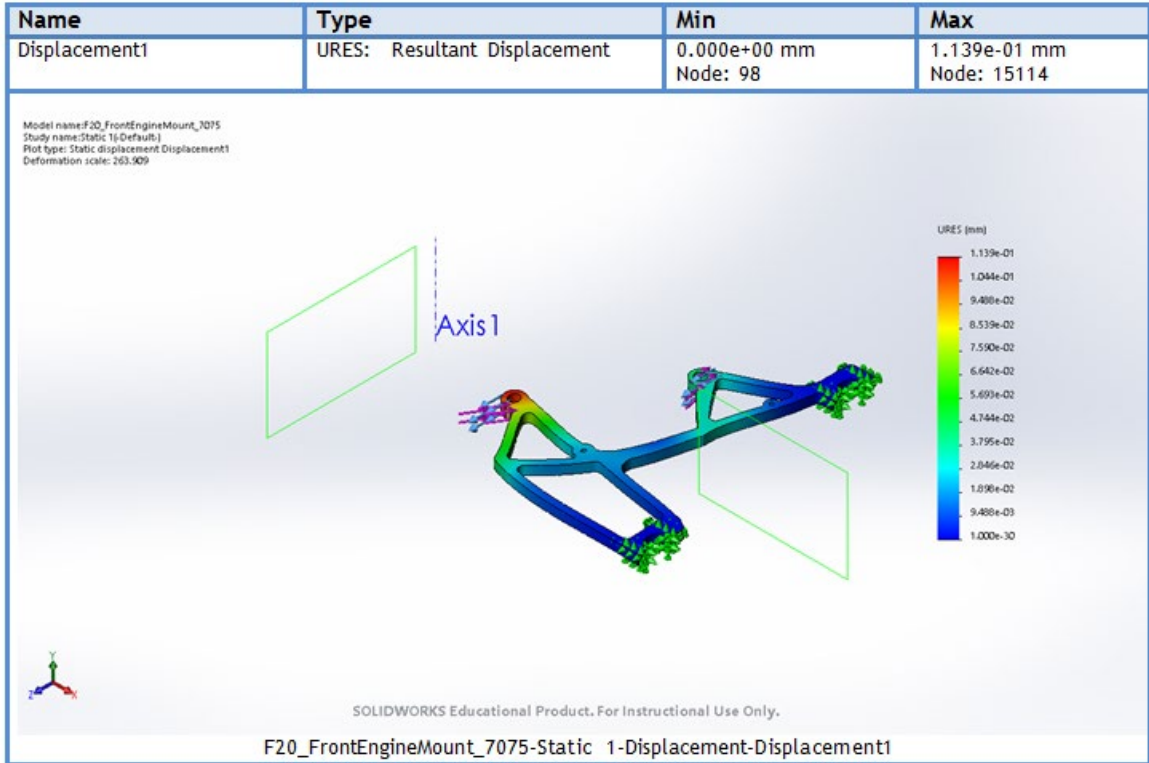 Name Type Min Max
Displacement1 URES: Resultant Displacement 0.000e+00 mm 1.139e-01 mm
Node: 98 Node: 15114
Model name:F20_FrontEngineMount_7075
Study name:Static 1(-Default-)
Plot type: Static displacement Displacement1
Deformation scale: 263.909
URES (mm)
1.139e-01
1.044e-01
9.488e-02
8.539e-02
7.590e-02
6.642e-02
5.693e-02
4.744e-02
3.795e-02
2.846e-02
1.898e-02
9.488e-03
1.000e-30
Axis1
Y
Z X
SOLIDWORKS Educational Product. For Instructional Use Only.
F20_FrontEngineMount_7075-Static 1-Displacement-Displacement1